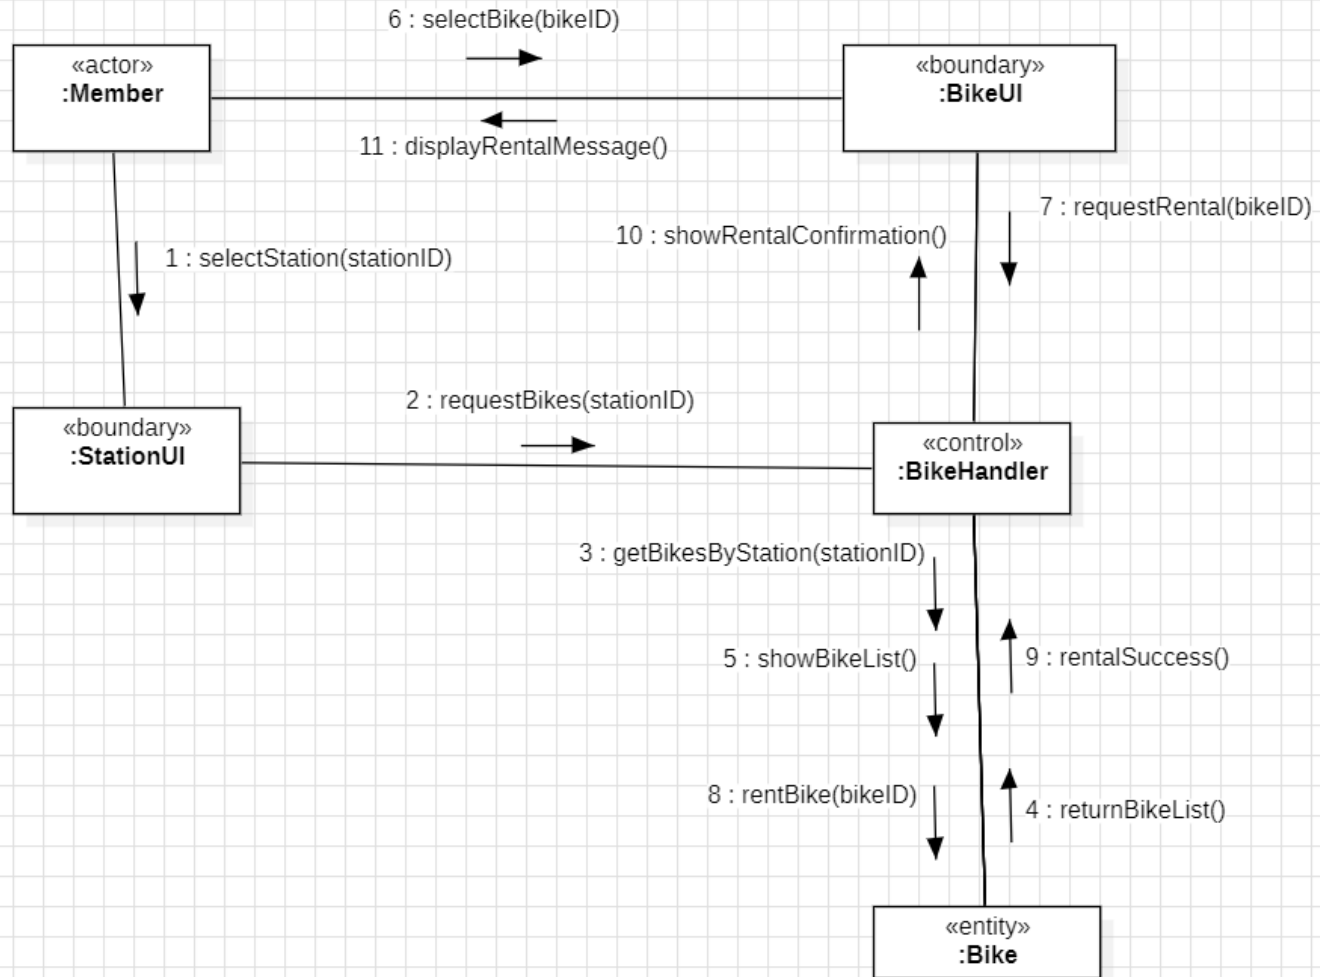 6 : selectBike(bikeID)
«actor»
:Member
«boundary»
:BikeUI
11 : displayRentalMessage()
7 : requestRental(bikeID)
10 : showRentalConfirmation()
1 : selectStation(stationID)
2 : requestBikes(stationID)
«boundary»
:StationUI
«control»
:BikeHandler
3 : getBikesByStation(stationID)
5 : showBikeList()
9 : rentalSuccess()
8 : rentBike(bikeID)
4 : returnBikeList()
«entity»
:Bike